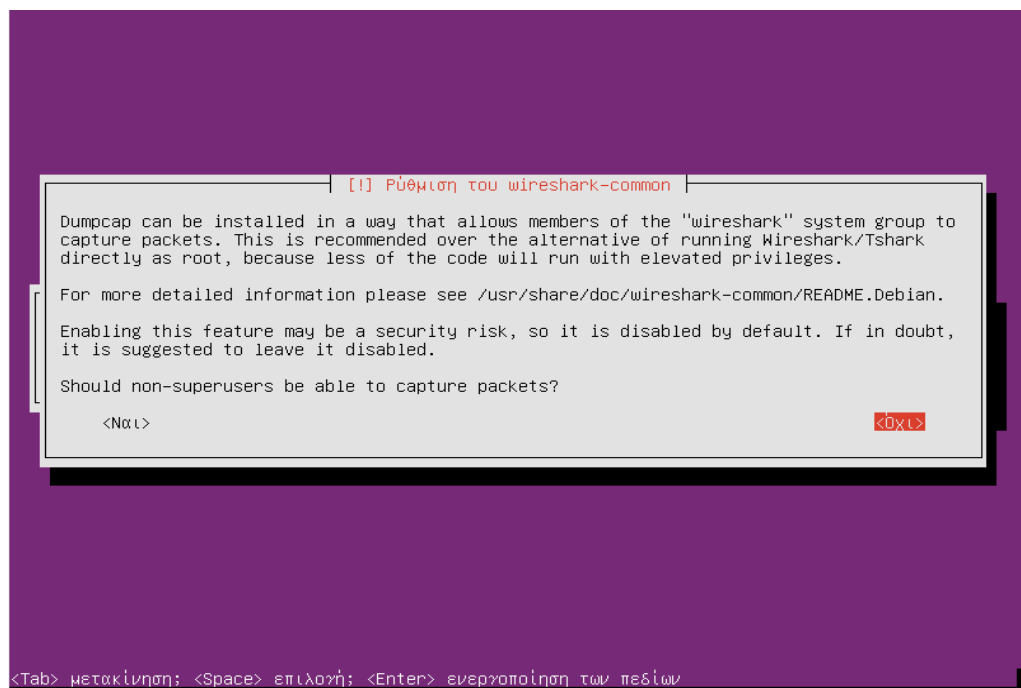 [!] Ρύθμιση του wireshark-common
Dumpcap can be installed in a way that allows members of the "wireshark" system group to
capture packets. This is recommended over the alternative of running Wireshark/Tshark
directly as root, because less of the code will run with elevated privileges.
For more detailed information please see /usr/share/doc/wireshark-common/README.Debian.
Enabling this feature may be a security risk, so it is disabled by default. If in doubt,
it is suggested to leave it disabled.
Should non-superusers be able to capture packets?
<Ναι> <Όχι>
<Tab> μετακίνηση; <Space> επιλογή; <Enter> ενεργοποίηση των πεδίων